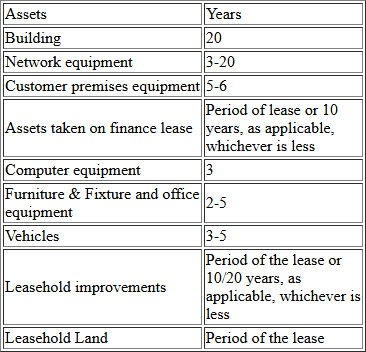 Assets Years
Building 20
Network equipment 3-20
Customer premises equipment 5-6
Assets taken on finance lease Period of lease or 10
years, as applicable,
whichever is less
Computer equipment 3
Furniture & Fixture and office
equipment 2-5
Vehicles 3-5
Leasehold improvements Period of the lease or
10/20 years, as
applicable, whichever is
less
Leasehold Land Period of the lease